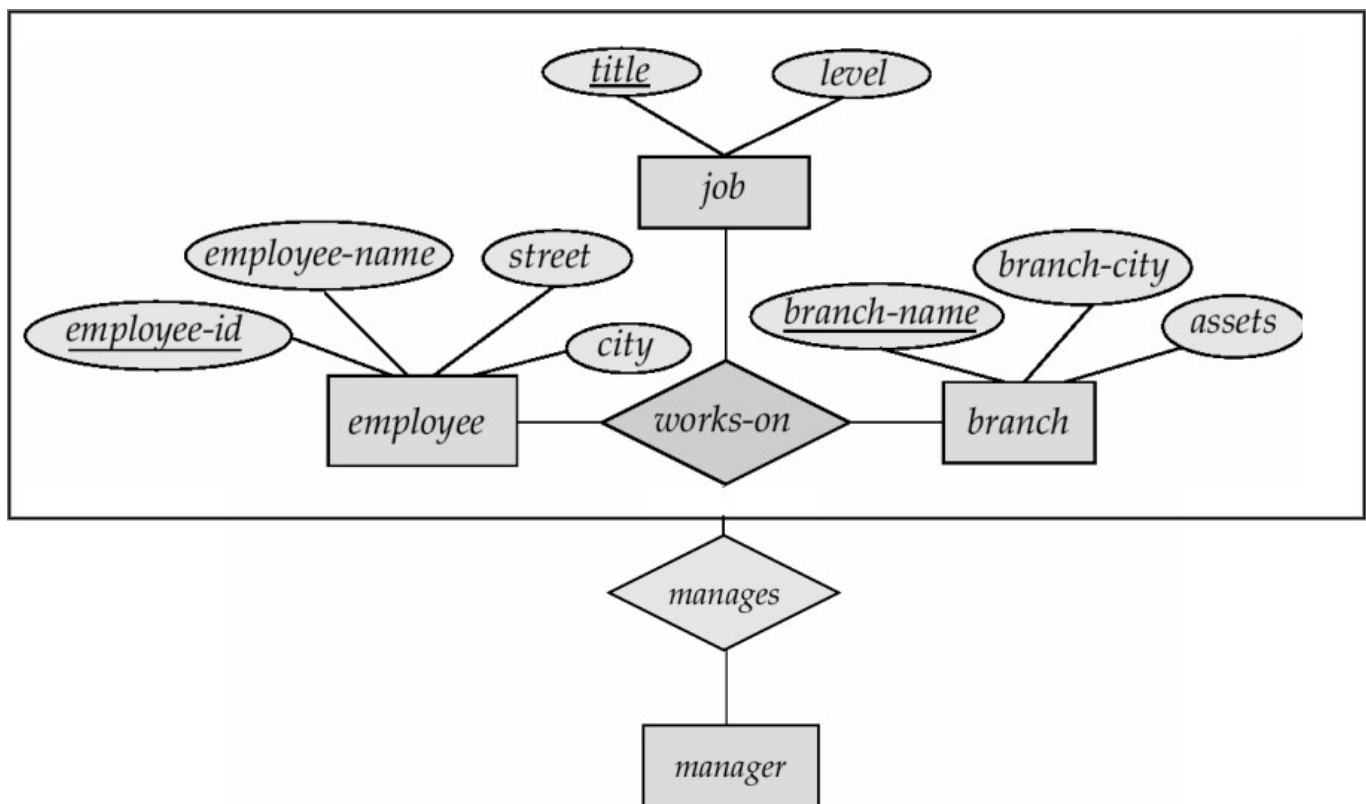 title
level
job
employee-name
street
branch-city
employee-id
city
branch-name
assets
employee
works-on
branch
manages
manager